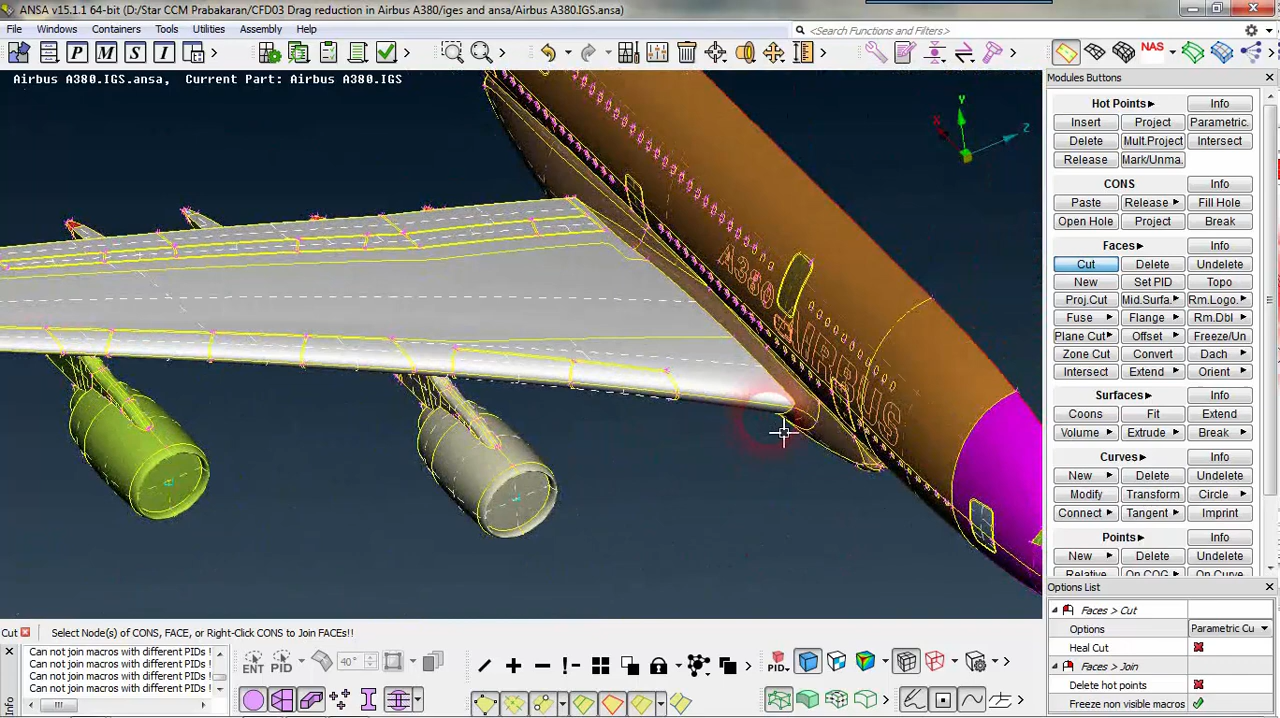 ANSA v15.1.1 64-bit (D:/Star CCM Prabakaran/CFD03 Drag reduction in Airbus A380/iges and ansa/Airbus A380.IGS.ansa)
File Windows Containers Tools Utilities Assembly Help <Search Functions and Filters>
P M S I NAS
Airbus A380.IGS.ansa, Current Part: Airbus A380.IGS
Modules Buttons
Hot Points Info
Insert Project Parametric.
Delete Mult.Project Intersect
Release Mark/Unma.
CONS Info
Paste Release Fill Hole
Open Hole Project Break
Faces Info
Cut Delete Undelete
New Set PID Topo
Proj.Cut Mid.Surfa. Rm.Logo.
Fuse Flange Rm.Dbl
Plane Cut Offset Freeze/Un
Zone Cut Convert Dach
Intersect Extend Orient
Surfaces Info
Coons Fit Extend
Volume Extrude Break
Curves Info
New Delete Undelete
Modify Transform Circle
Connect Tangent Imprint
Points Info
New Delete Undelete
Relative On COG On Curve
Y
X Z
A380
AIRBUS
Options List
Faces > Cut
Options Parametric Cu
Heal Cut
Faces > Join
Delete hot points
Freeze non visible macros
Cut Select Node(s) of CONS, FACE, or Right-Click CONS to Join FACEs!!
Can not join macros with different PIDs !
Can not join macros with different PIDs !
Can not join macros with different PIDs !
Can not join macros with different PIDs !
Info
ENT PID 40° PID